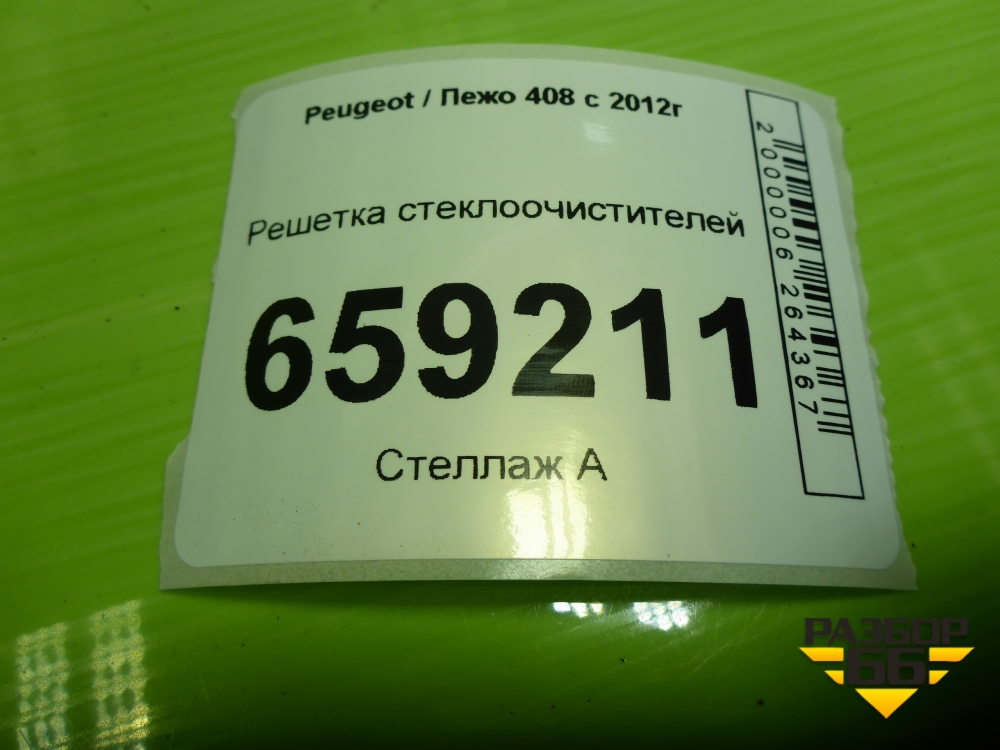 Peugeot / Пежо 408 с 2012г
Решетка стеклоочистителей
659211
Стеллаж А
2000006264367
РАЗБОР
66